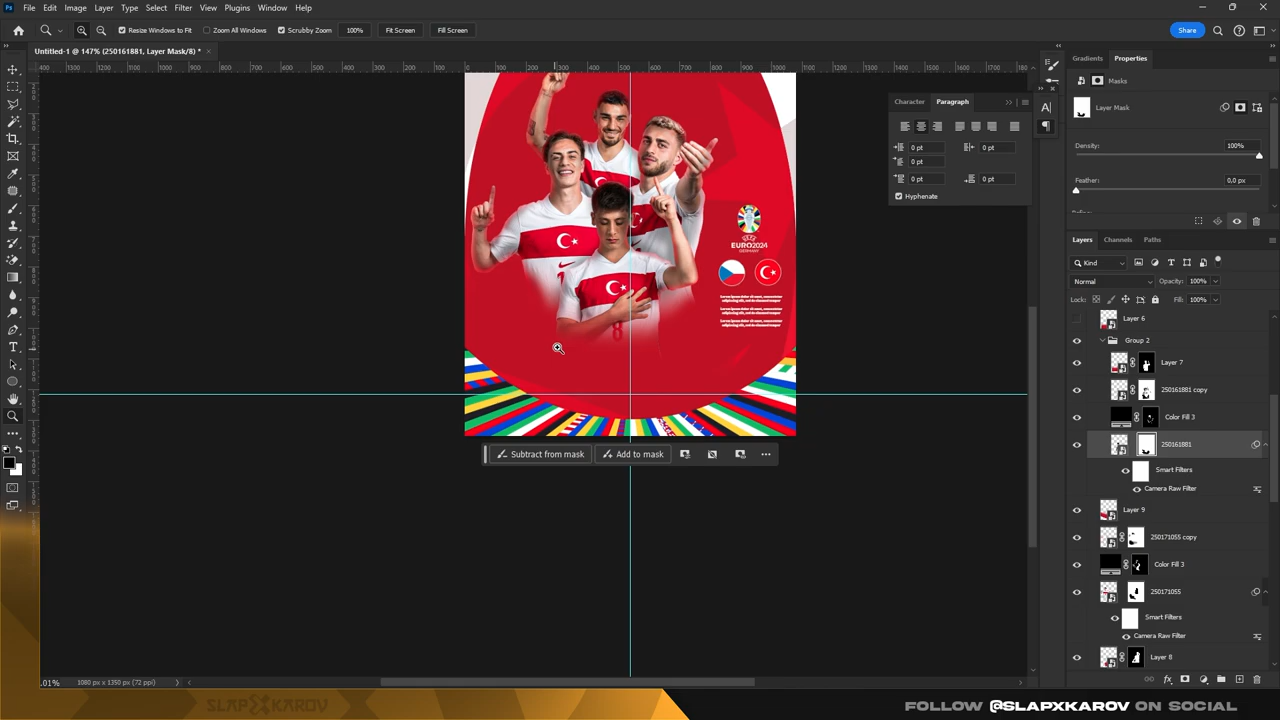 File Edit Image Layer Type Select Filter View Plugins Window Help
Resize Windows to Fit Zoom All Windows Scrubby Zoom 100% Fit Screen Fill Screen Share
Untitled-1 @ 147% (250161881, Layer Mask/8) *
Gradients Properties
Masks
Layer Mask
Density: 100%
Feather: 0,0 px
Character Paragraph
0 pt 0 pt
0 pt
0 pt 0 pt
Hyphenate
Layers Channels Paths
Kind
Normal Opacity: 100%
Lock: 100%
Layer 6
Group 2
Layer 7
250161881 copy
Color Fill 3
250161881
Smart Filters
Camera Raw Filter
Layer 9
250171055 copy
Color Fill 3
250171055
Smart Filters
Camera Raw Filter
Layer 8
UEFA
EURO2024
GERMANY
8
Subtract from mask Add to mask
.01% 1080 px x 1350 px (72 ppi)
SLAPXKAROV
FOLLOW @SLAPXKAROV ON SOCIAL